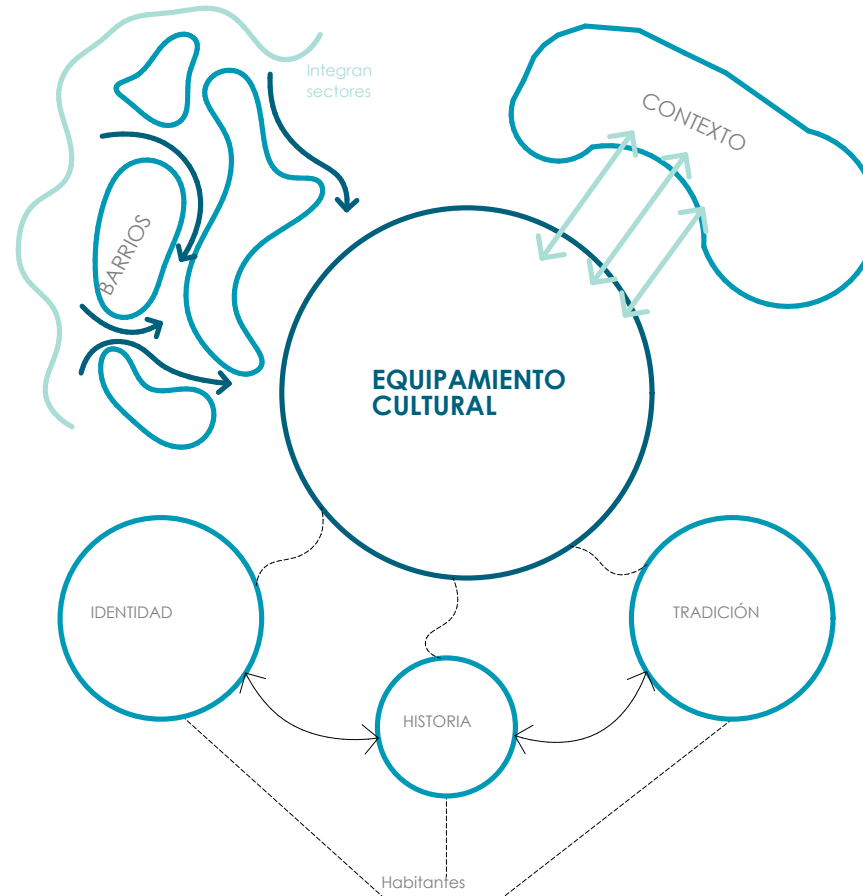 Integran
sectores
CONTEXTO
BARRIOS
EQUIPAMIENTO
CULTURAL
IDENTIDAD
TRADICIÓN
HISTORIA
Habitantes